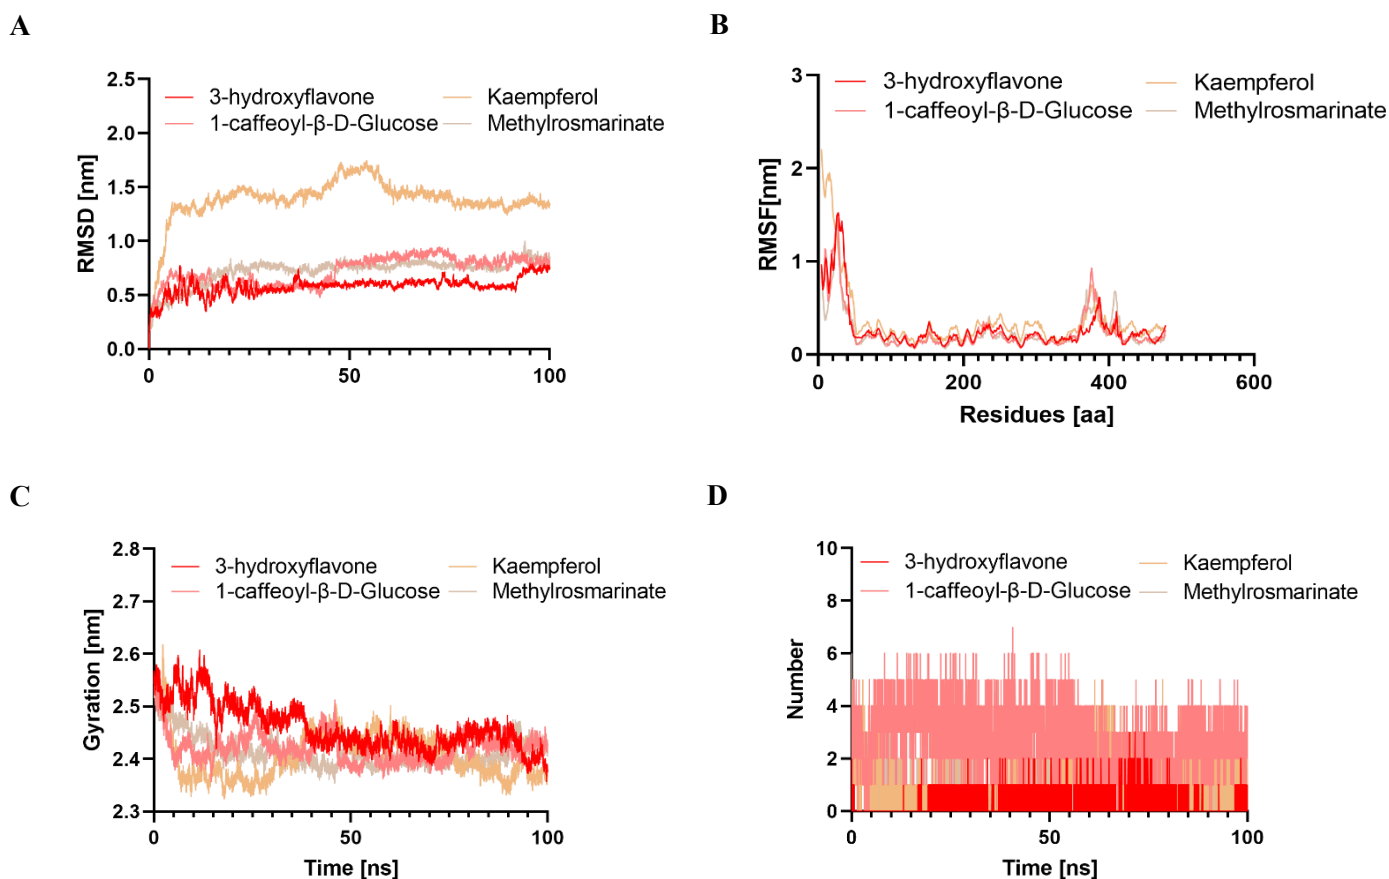 A
2.5
2.0
1.5
1.0
0.5
0.0
RMSD [nm]
3-hydroxyflavone
Kaempferol
1-caffeoyl-β-D-Glucose
Methylrosmarinate
0
50
100
B
3
2
1
0
RMSF[nm]
3-hydroxyflavone
Kaempferol
1-caffeoyl-β-D-Glucose
Methylrosmarinate
0
200
400
600
Residues [aa]
C
2.8
2.7
2.6
2.5
2.4
2.3
Gyration [nm]
3-hydroxyflavone
Kaempferol
1-caffeoyl-β-D-Glucose
Methylrosmarinate
0
50
100
Time [ns]
D
10
8
6
4
2
0
Number
3-hydroxyflavone
Kaempferol
1-caffeoyl-β-D-Glucose
Methylrosmarinate
0
50
100
Time [ns]